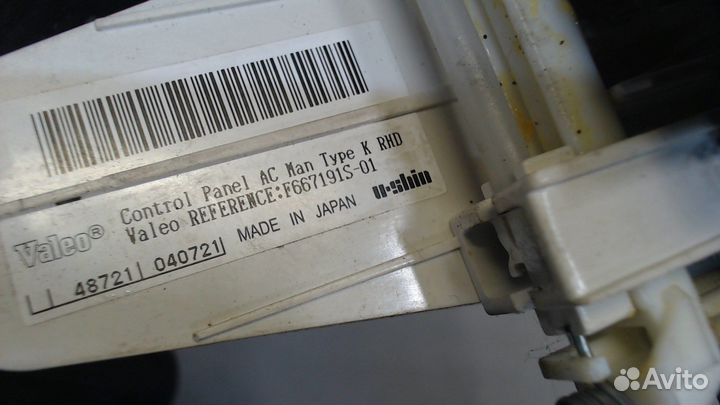 Valeo®
Control Panel AC Man Type K RHD
Valeo REFERENCE:F667191S-01
MADE IN JAPAN u-shin
48721 040721
Avito